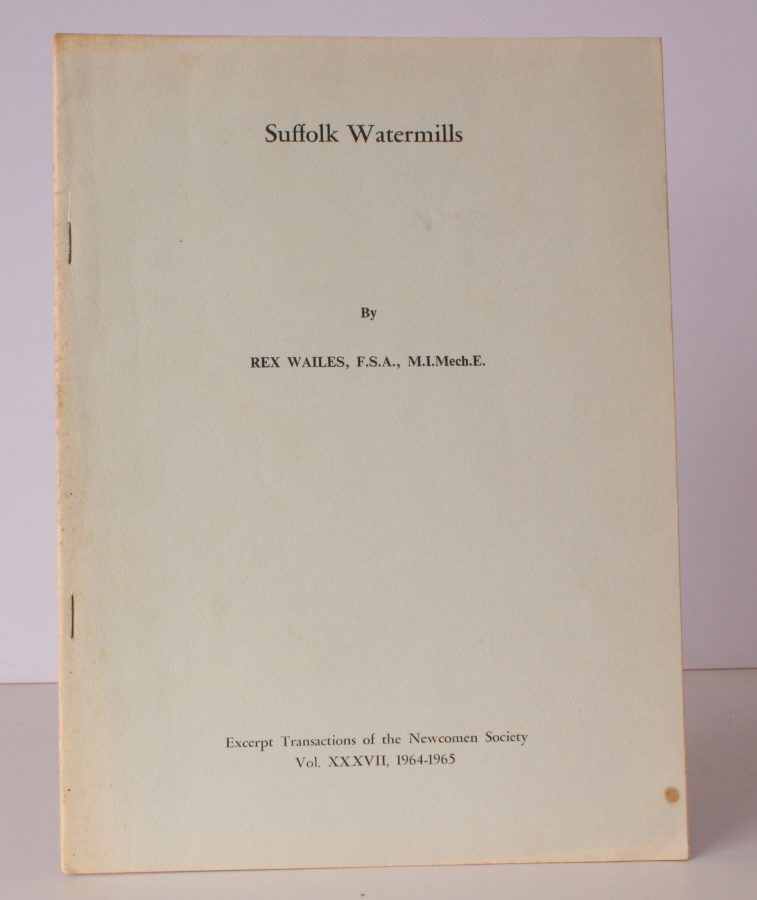 Suffolk Watermills
By
REX WAILES, F.S.A., M.I.Mech.E.
Excerpt Transactions of the Newcomen Society
Vol. XXXVII, 1964-1965